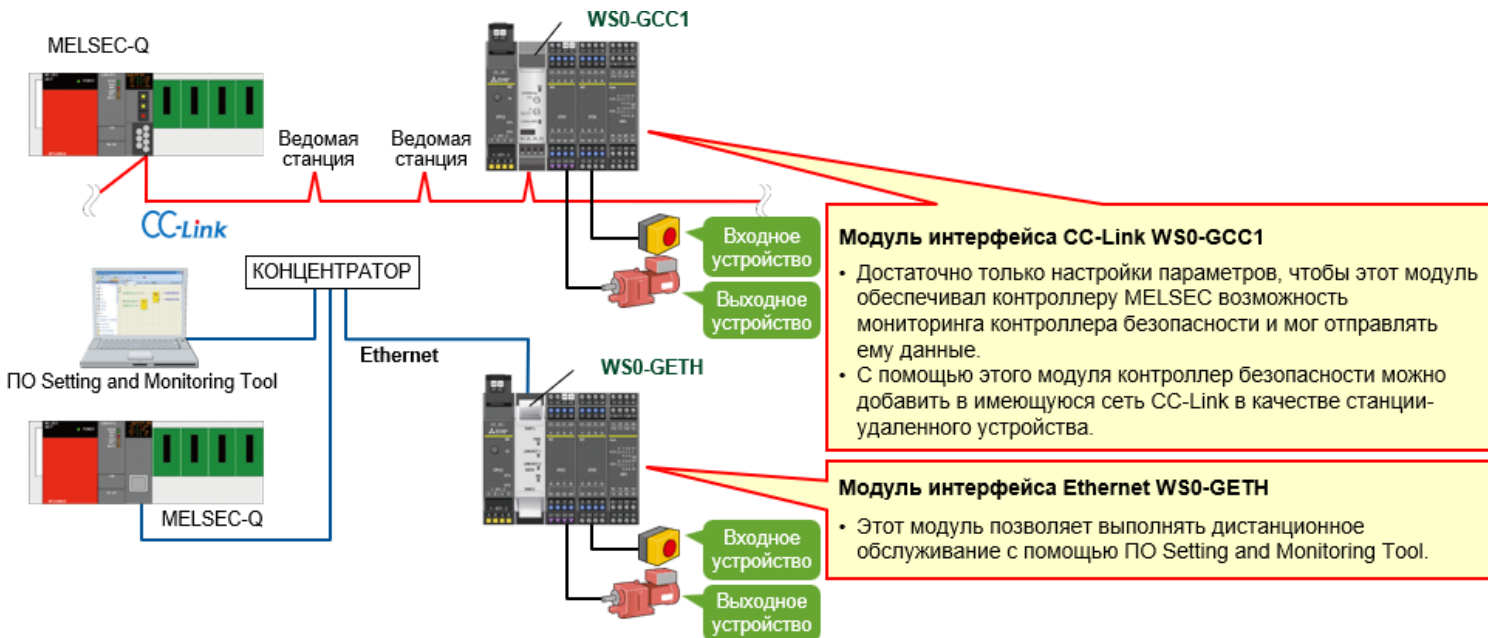 WS0-GCC1
MELSEC-Q
Ведомая
станция
Ведомая
станция
CC-Link
Входное
устройство
Выходное
устройство
Модуль интерфейса CC-Link WS0-GCC1
• Достаточно только настройки параметров, чтобы этот модуль
обеспечивал контроллеру MELSEC возможность
мониторинга контроллера безопасности и мог отправлять
ему данные.
• С помощью этого модуля контроллер безопасности можно
добавить в имеющуюся сеть CC-Link в качестве станции-
удаленного устройства.
КОНЦЕНТРАТОР
Ethernet
ПО Setting and Monitoring Tool
WS0-GETH
MELSEC-Q
Входное
устройство
Выходное
устройство
Модуль интерфейса Ethernet WS0-GETH
• Этот модуль позволяет выполнять дистанционное
обслуживание с помощью ПО Setting and Monitoring Tool.